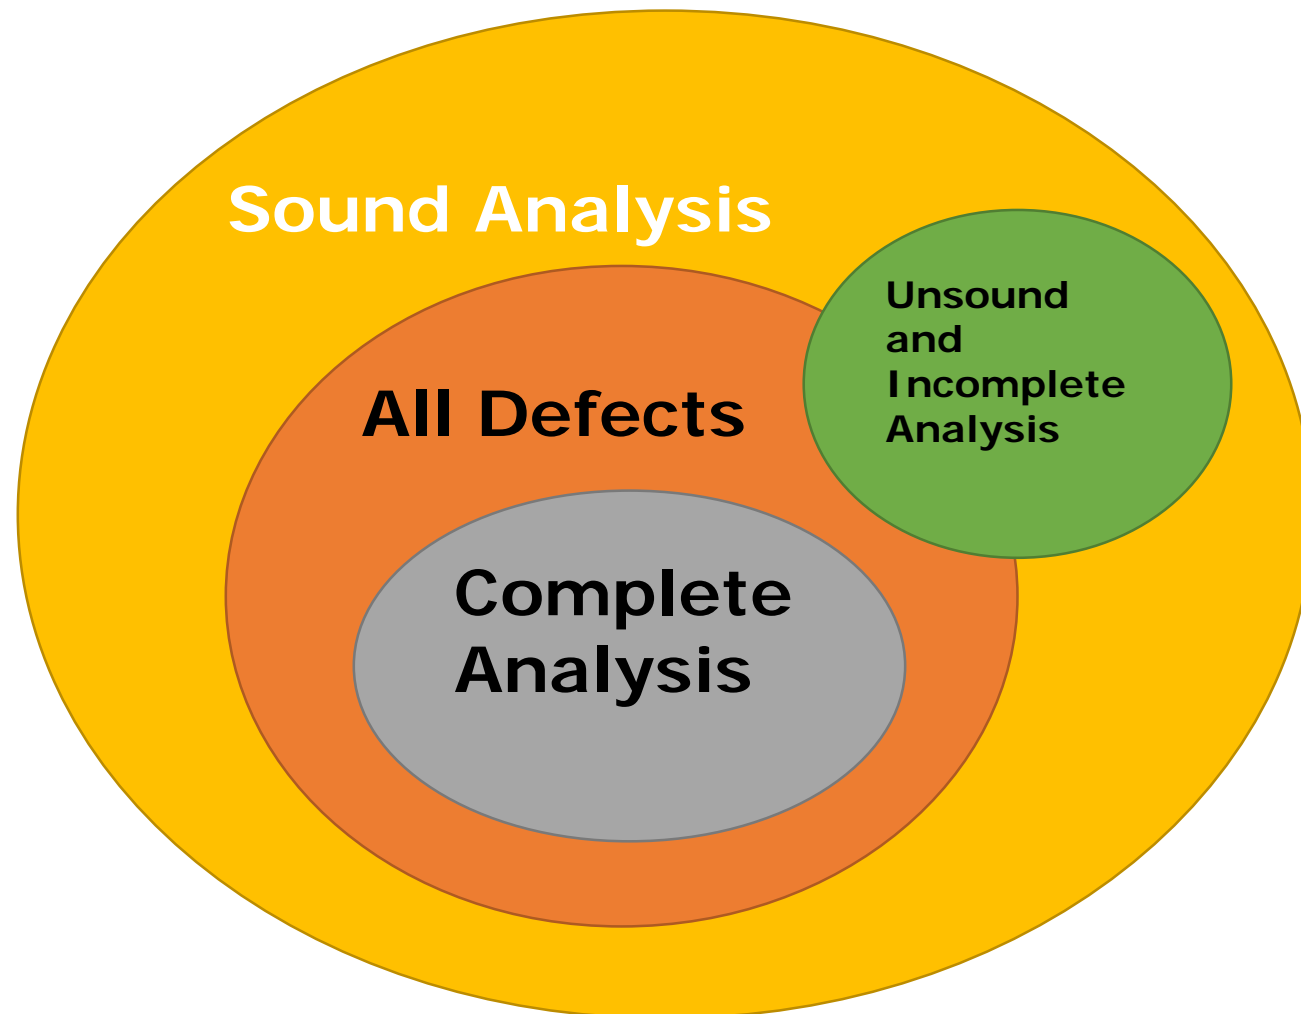 Sound Analysis
Unsound
and
Incomplete
Analysis
All Defects
Complete
Analysis